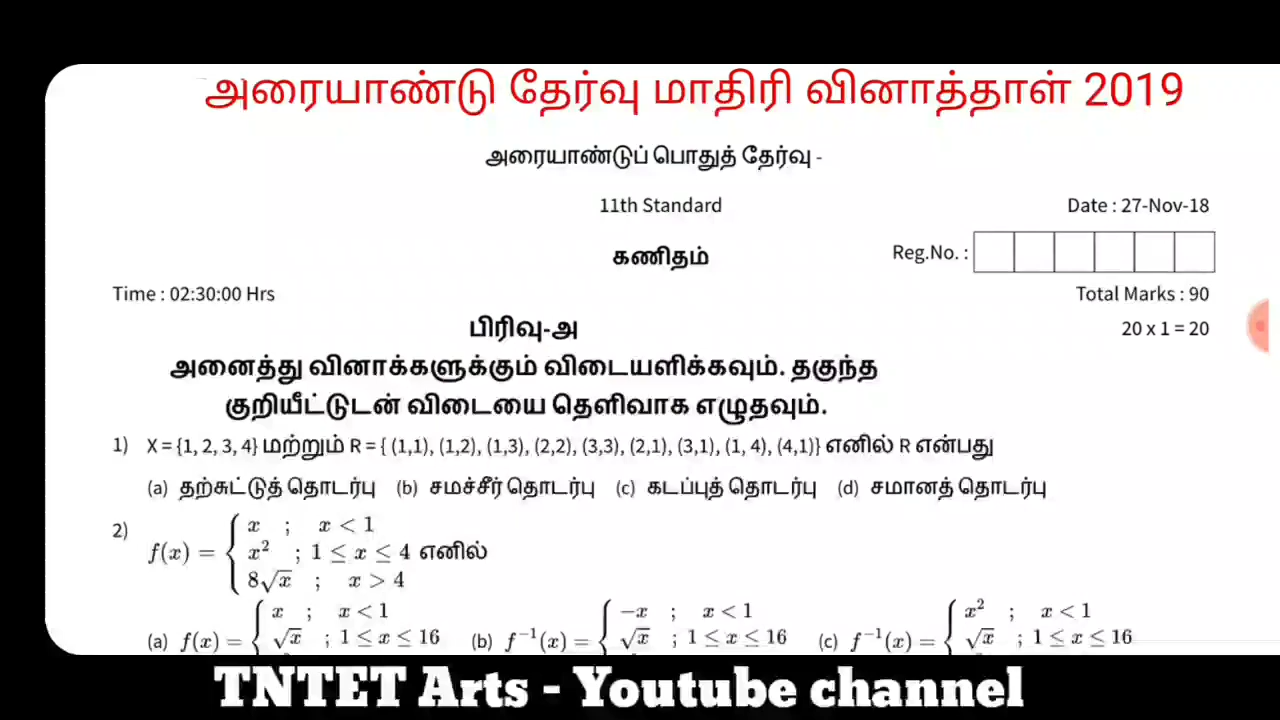 அரையாண்டு தேர்வு மாதிரி வினாத்தாள் 2019
அரையாண்டுப் பொதுத் தேர்வு -
11th Standard
Date : 27-Nov-18
கணிதம்
Reg.No. :
Time : 02:30:00 Hrs
Total Marks : 90
பிரிவு-அ
20 x 1 = 20
அனைத்து வினாக்களுக்கும் விடையளிக்கவும். தகுந்த
குறியீட்டுடன் விடையை தெளிவாக எழுதவும்.
1) X = {1, 2, 3, 4} மற்றும் R = { (1,1), (1,2), (1,3), (2,2), (3,3), (2,1), (3,1), (1, 4), (4,1)} எனில் R என்பது
(a) தற்சுட்டுத் தொடர்பு (b) சமச்சீர் தொடர்பு (c) கடப்புத் தொடர்பு (d) சமானத் தொடர்பு
2)
x ; x < 1
f(x) = { x² ; 1 ≤ x ≤ 4 எனில்
8√x ; x > 4
x ; x < 1 −x ; x < 1 x² ; x < 1
(a) f(x) = { √x ; 1 ≤ x ≤ 16 (b) f⁻¹(x) = { √x ; 1 ≤ x ≤ 16 (c) f⁻¹(x) = { √x ; 1 ≤ x ≤ 16
TNTET Arts - Youtube channel